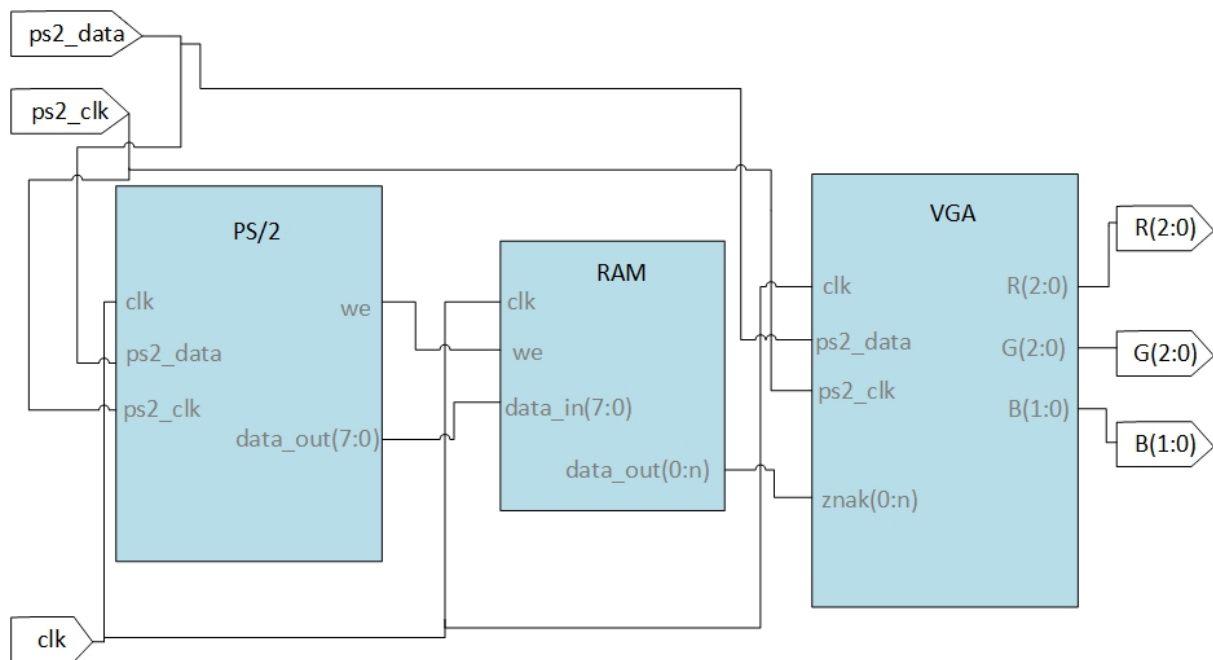 ps2_data
ps2_clk
clk
PS/2
clk
ps2_data
ps2_clk
we
data_out(7:0)
RAM
clk
we
data_in(7:0)
data_out(0:n)
VGA
clk
ps2_data
ps2_clk
znak(0:n)
R(2:0)
G(2:0)
B(1:0)
R(2:0)
G(2:0)
B(1:0)